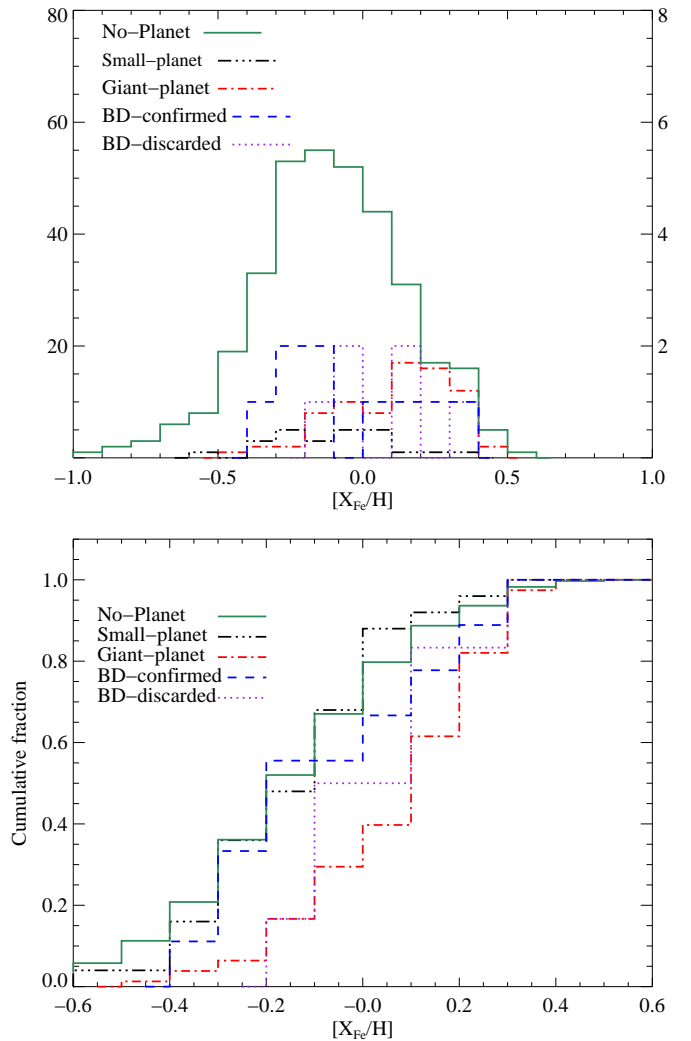 80
8
No−Planet
Small−planet
Giant−planet
BD−confirmed
BD−discarded
60
6
40
4
20
2
−1.0
−0.5
0.0
0.5
1.0
[X_Fe/H]
1.0
No−Planet
Small−planet
Giant−planet
BD−confirmed
BD−discarded
0.8
0.6
Cumulative fraction
0.4
0.2
0.0
−0.6
−0.4
−0.2
−0.0
0.2
0.4
0.6
[X_Fe/H]